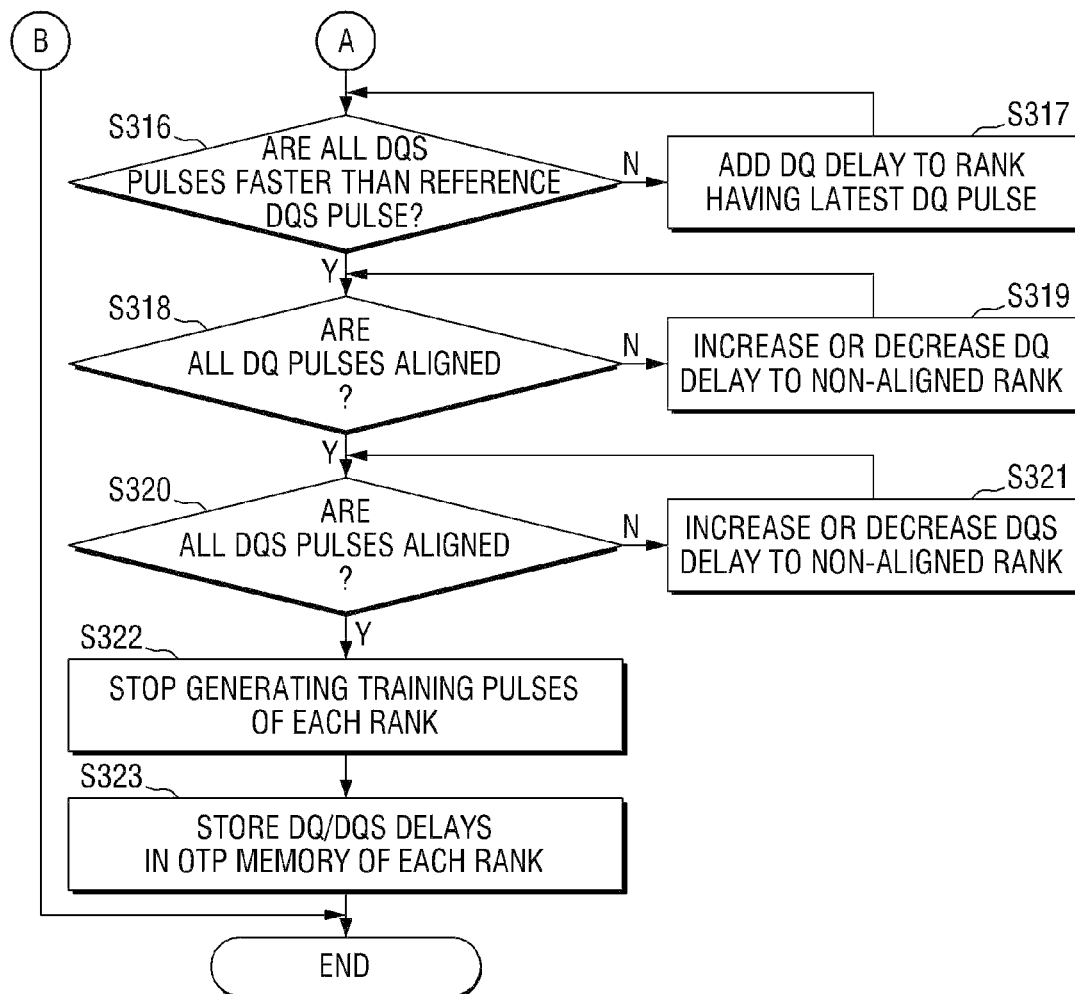 B
A
S316
ARE ALL DQS
PULSES FASTER THAN REFERENCE
DQS PULSE?
N
S317
ADD DQ DELAY TO RANK
HAVING LATEST DQ PULSE
Y
S318
ARE
ALL DQ PULSES ALIGNED
?
N
S319
INCREASE OR DECREASE DQ
DELAY TO NON-ALIGNED RANK
Y
S320
ARE
ALL DQS PULSES ALIGNED
?
N
S321
INCREASE OR DECREASE DQS
DELAY TO NON-ALIGNED RANK
Y
S322
STOP GENERATING TRAINING PULSES
OF EACH RANK
S323
STORE DQ/DQS DELAYS
IN OTP MEMORY OF EACH RANK
END